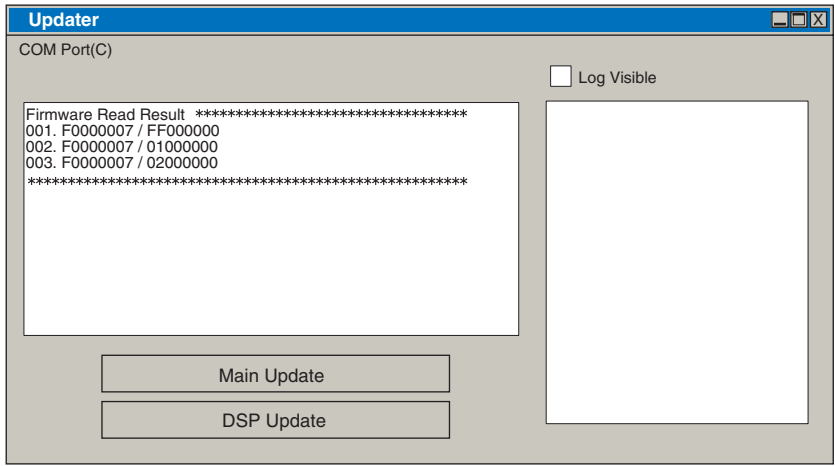 Updater X
COM Port(C)
Log Visible
Firmware Read Result **********************************
001. F0000007 / FF000000
002. F0000007 / 01000000
003. F0000007 / 02000000
*******************************************************
Main Update
DSP Update